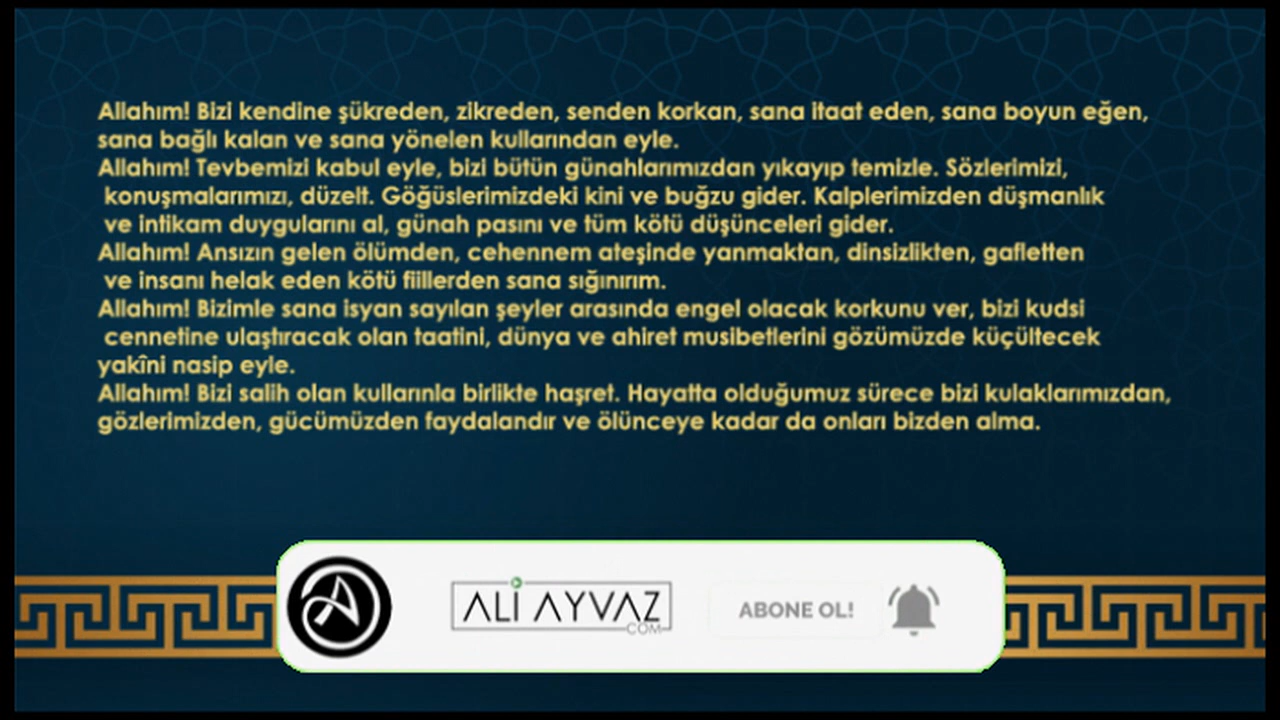 Allahım! Bizi kendine şükreden, zikreden, senden korkan, sana itaat eden, sana boyun eğen,
sana bağlı kalan ve sana yönelen kullarından eyle.
Allahım! Tevbemizi kabul eyle, bizi bütün günahlarımızdan yıkayıp temizle. Sözlerimizi,
konuşmalarımızı, düzelt. Göğüslerimizdeki kini ve buğzu gider. Kalplerimizden düşmanlık
ve intikam duygularını al, günah pasını ve tüm kötü düşünceleri gider.
Allahım! Ansızın gelen ölümden, cehennem ateşinde yanmaktan, dinsizlikten, gafletten
ve insanı helak eden kötü fiillerden sana sığınırım.
Allahım! Bizimle sana isyan sayılan şeyler arasında engel olacak korkunu ver, bizi kudsi
cennetine ulaştıracak olan taatini, dünya ve ahiret musibetlerini gözümüzde küçültecek
yakîni nasip eyle.
Allahım! Bizi salih olan kullarınla birlikte haşret. Hayatta olduğumuz sürece bizi kulaklarımızdan,
gözlerimizden, gücümüzden faydalandır ve ölünceye kadar da onları bizden alma.
ALİ AYVAZ
.COM
ABONE OL!